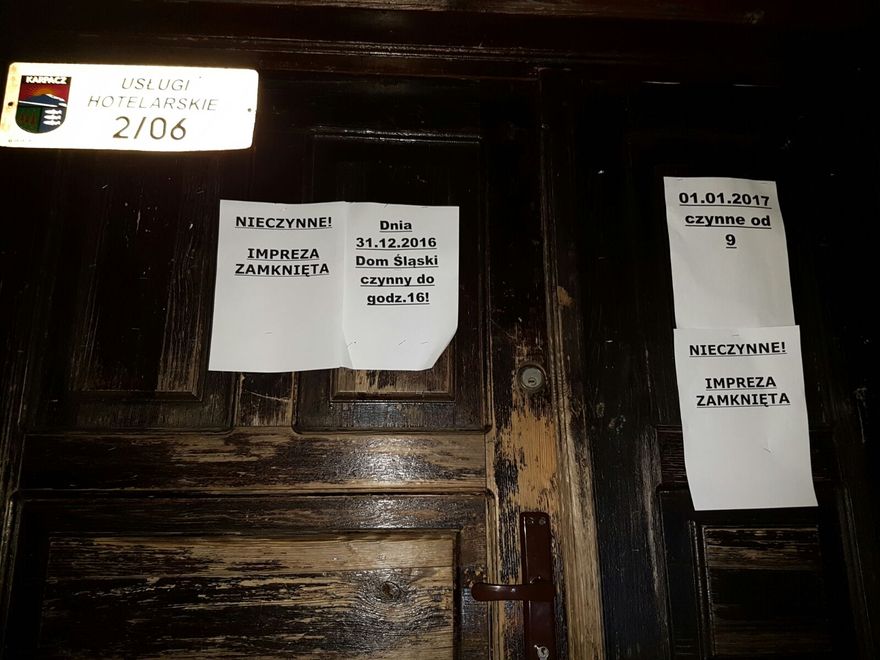 KARPACZ
USŁUGI
HOTELARSKIE
2/06
NIECZYNNE!
IMPREZA
ZAMKNIĘTA
Dnia
31.12.2016
Dom Śląski
czynny do
godz.16!
01.01.2017
czynne od
9
NIECZYNNE!
IMPREZA
ZAMKNIĘTA